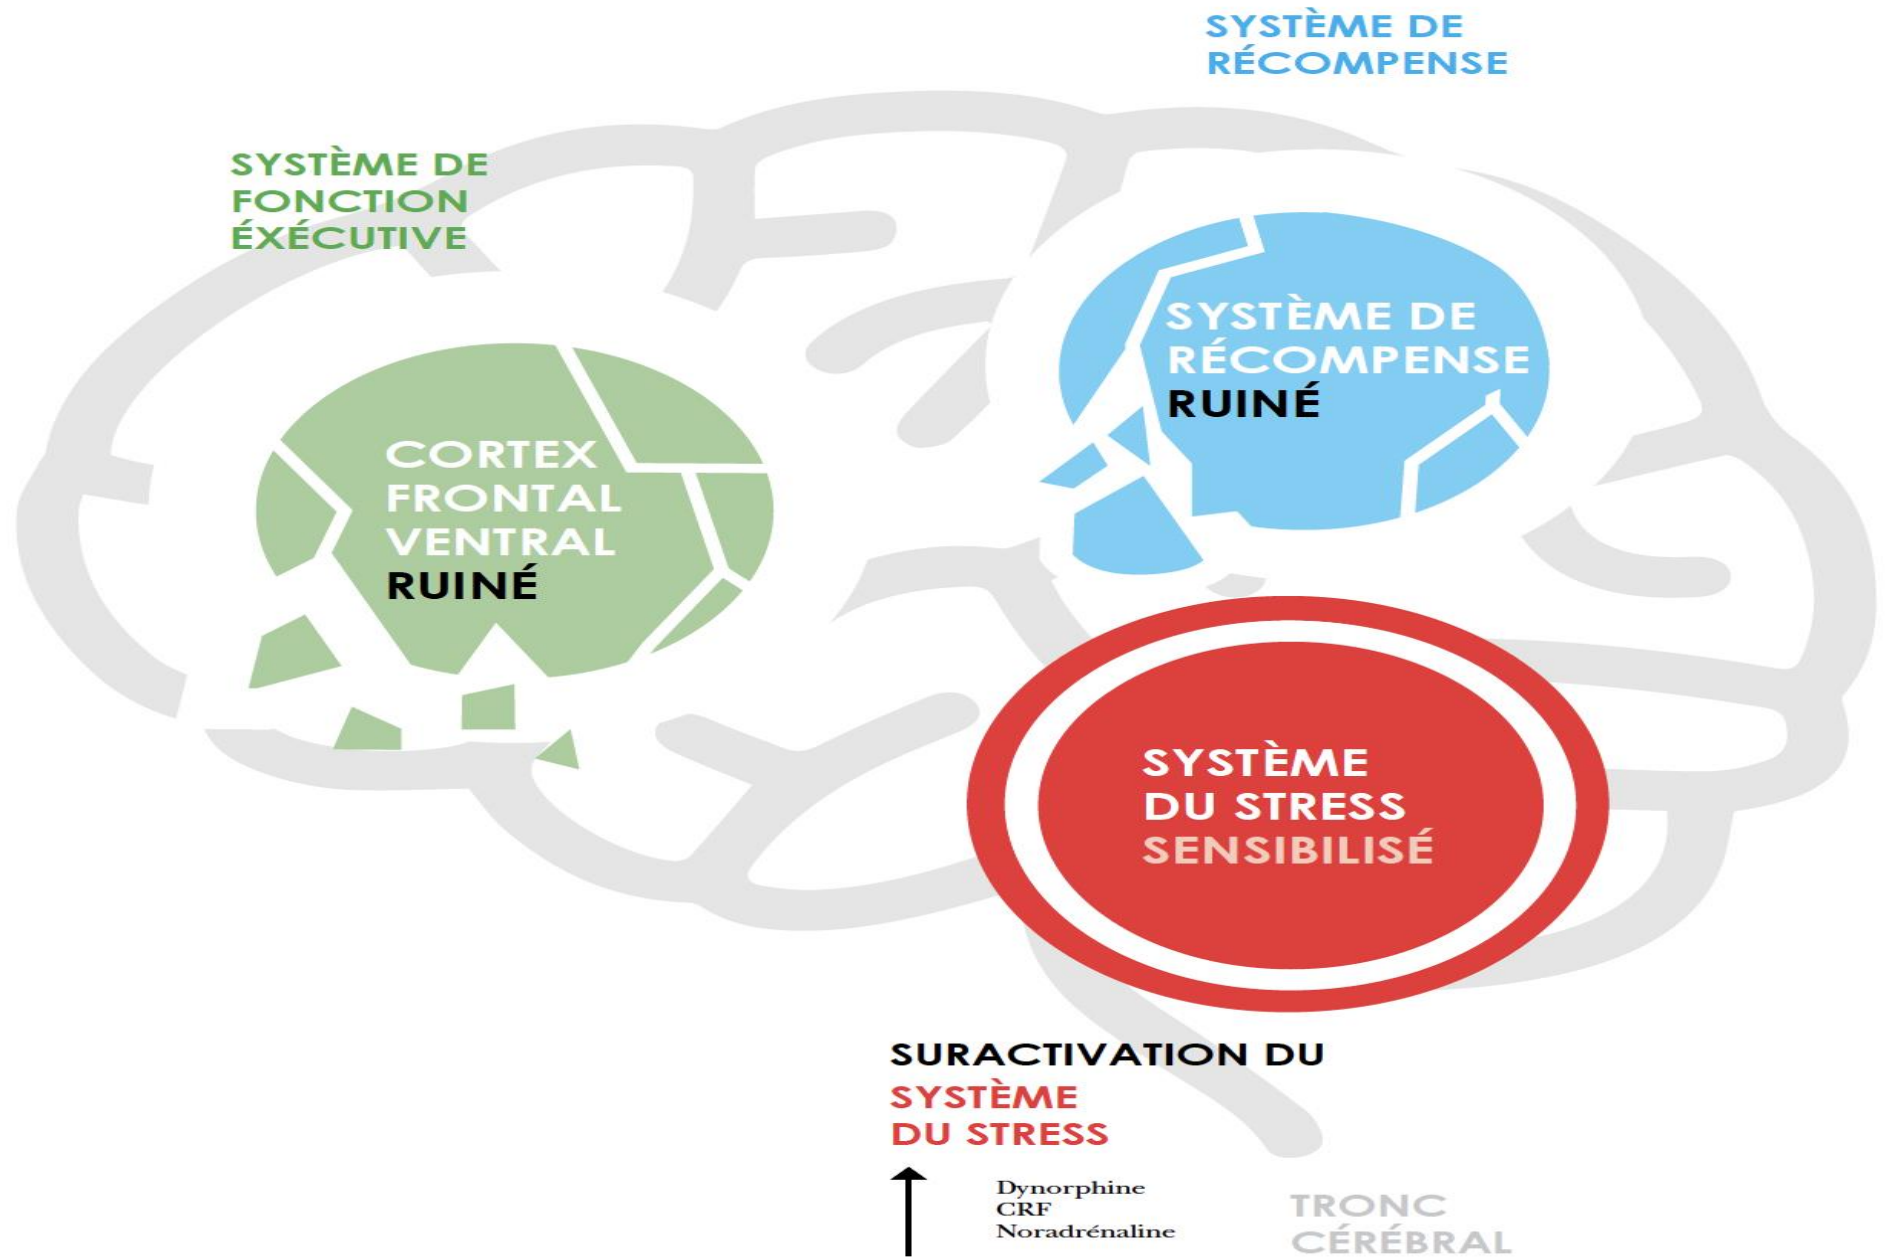 SYSTÈME DE
RÉCOMPENSE
SYSTÈME DE
FONCTION
ÉXÉCUTIVE
SYSTÈME DE
RÉCOMPENSE
RUINÉ
CORTEX
FRONTAL
VENTRAL
RUINÉ
SYSTÈME
DU STRESS
SENSIBILISÉ
SURACTIVATION DU
SYSTÈME
DU STRESS
Dynorphine
CRF
Noradrénaline
TRONC
CÉRÉBRAL